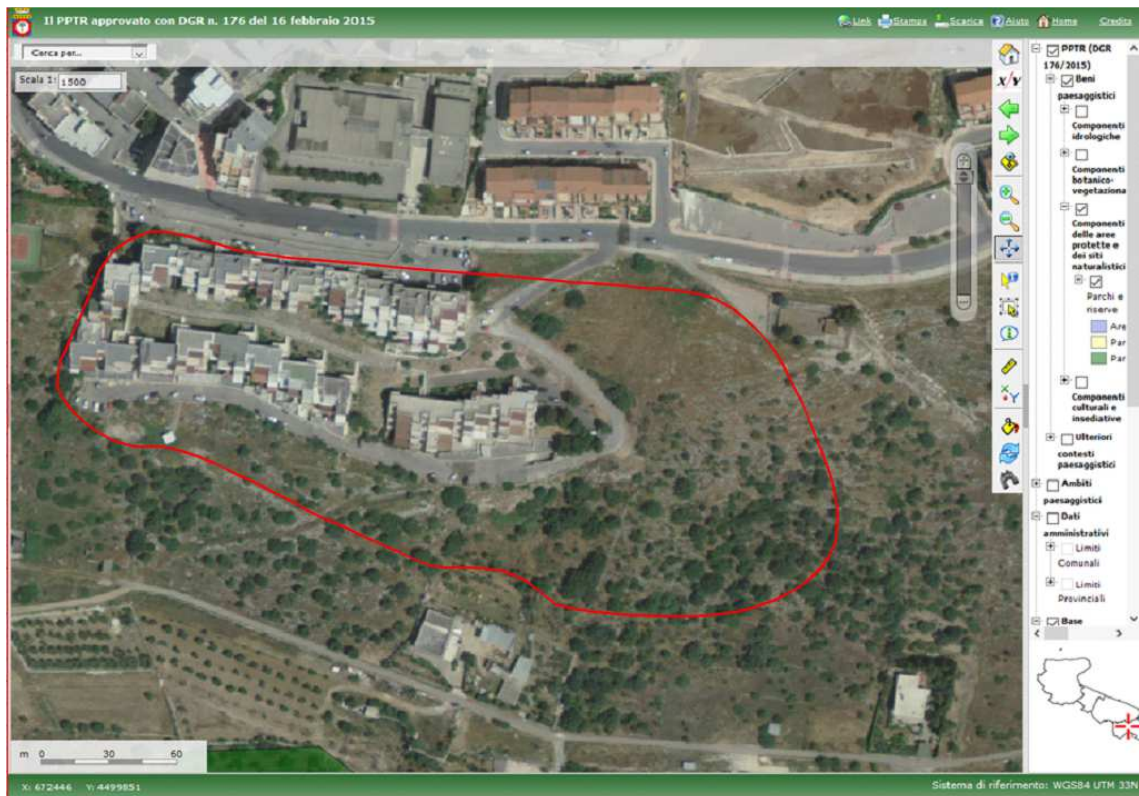 Il PPTR approvato con DGR n. 176 del 16 febbraio 2015
Link Stampa Scarica Aiuto Home Credits
Cerca per...
Scala 1: 1500
X/Y
PPTR (DGR
176/2015)
Beni
paesaggistici
Componenti
idrologiche
Componenti
botanico-
vegetaziona
Componenti
delle aree
protette e
dei siti
naturalistici
Parchi e
riserve
Are
Par
Par
Componenti
culturali e
insediative
Ulteriori
contesti
paesaggistici
Ambiti
paesaggistici
Dati
amministrativi
Limiti
Comunali
Limiti
Provinciali
Base
m 0 30 60
X: 672446 Y: 4499851
Sistema di riferimento: WGS84 UTM 33N